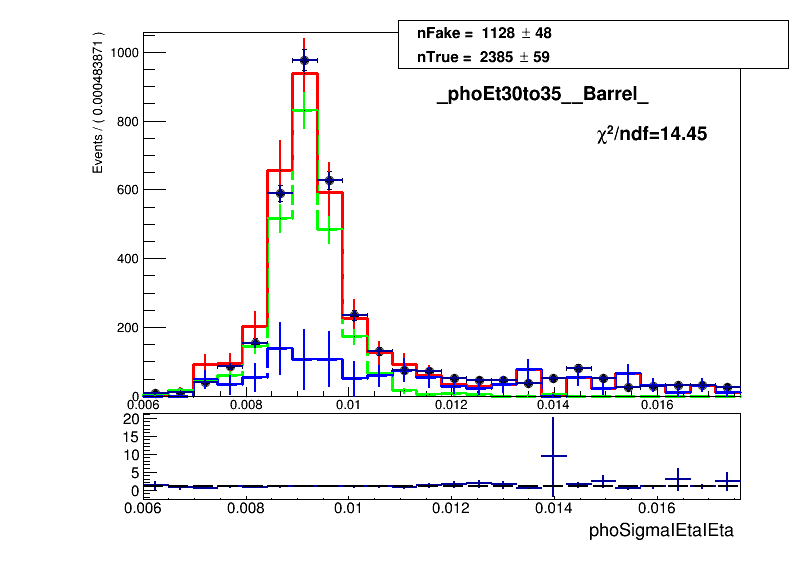 nFake = 1128 ± 48
nTrue = 2385 ± 59
_phoEt30to35__Barrel_
χ²/ndf=14.45
Events / ( 0.000483871 )
1000
800
600
400
200
0
0.006 0.008 0.01 0.012 0.014 0.016
20
15
10
5
0
0.006 0.008 0.01 0.012 0.014 0.016
phoSigmaIEtaIEta